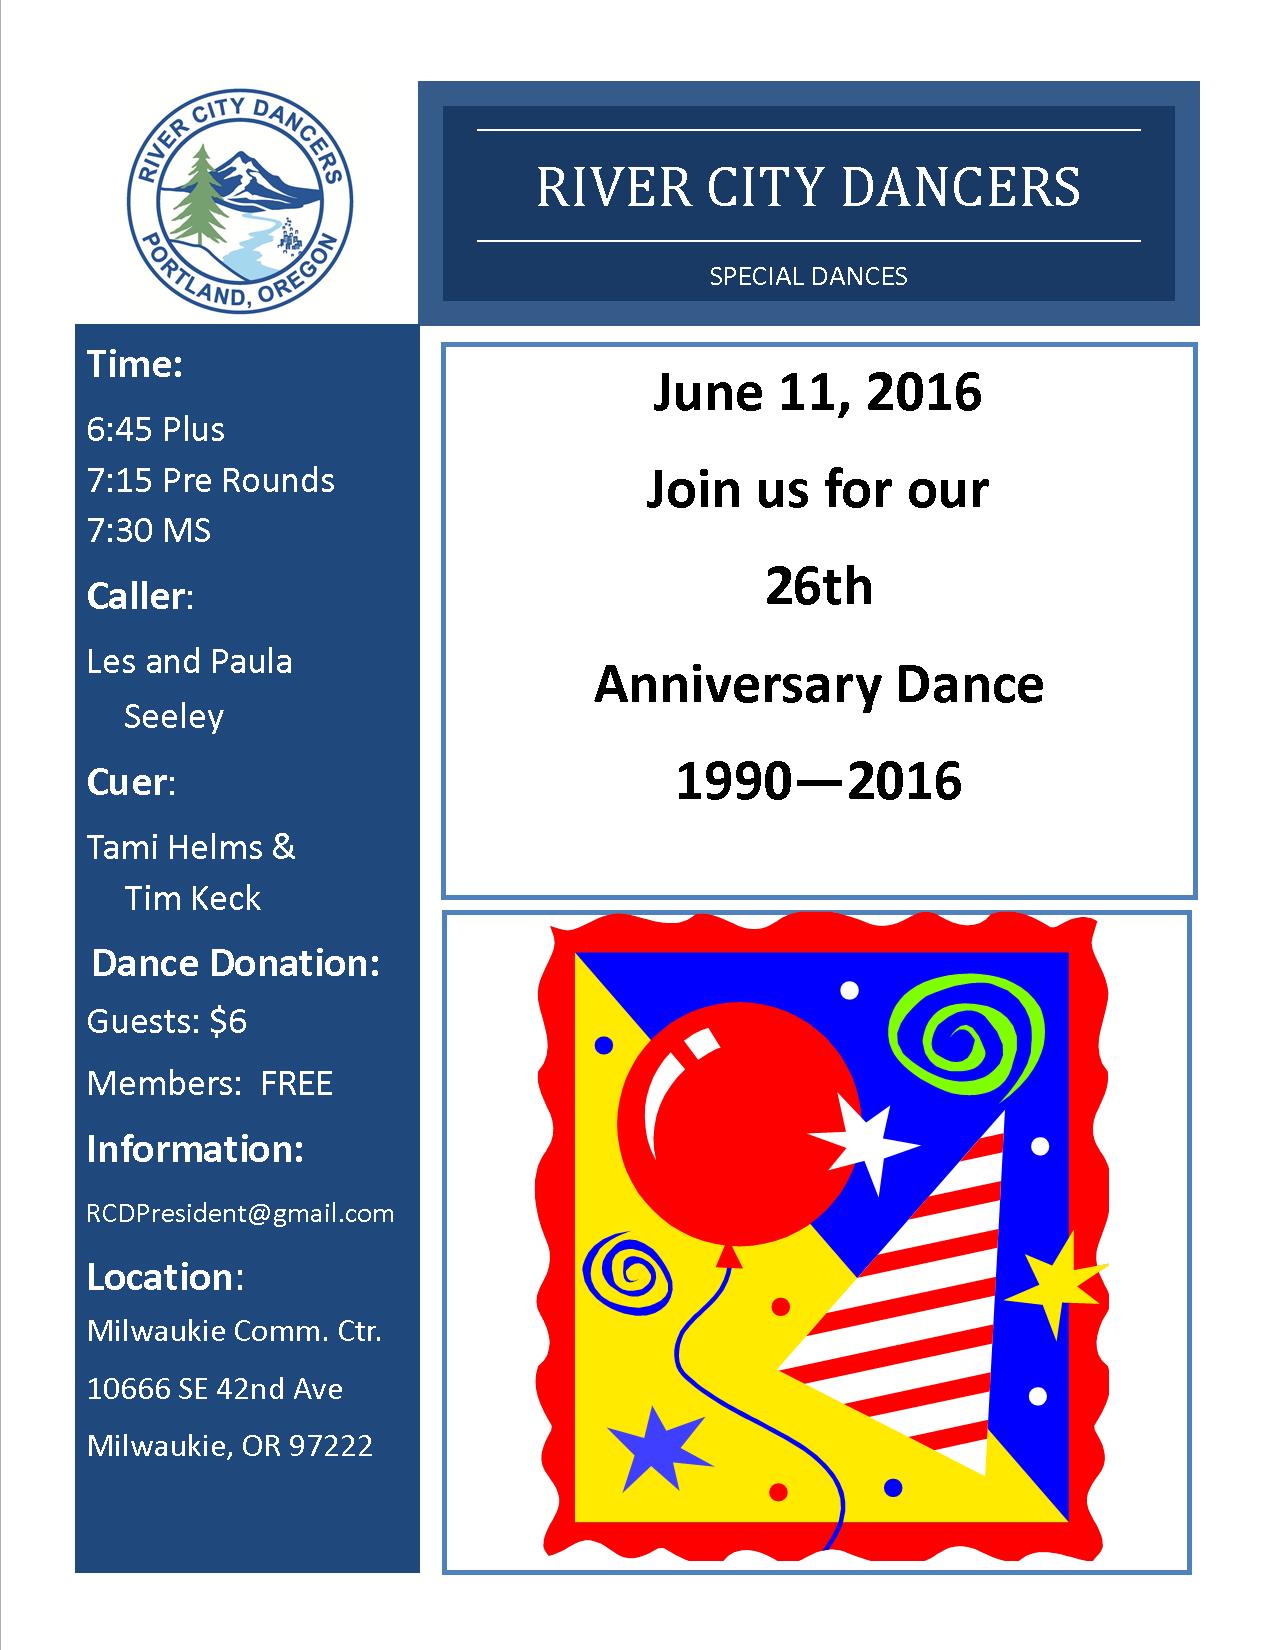 RIVER CITY DANCERS
PORTLAND, OREGON
RIVER CITY DANCERS
SPECIAL DANCES
Time:
6:45 Plus
7:15 Pre Rounds
7:30 MS
Caller:
Les and Paula
Seeley
Cuer:
Tami Helms &
Tim Keck
Dance Donation:
Guests: $6
Members:  FREE
Information:
RCDPresident@gmail.com
Location:
Milwaukie Comm. Ctr.
10666 SE 42nd Ave
Milwaukie, OR 97222
June 11, 2016
Join us for our
26th
Anniversary Dance
1990—2016